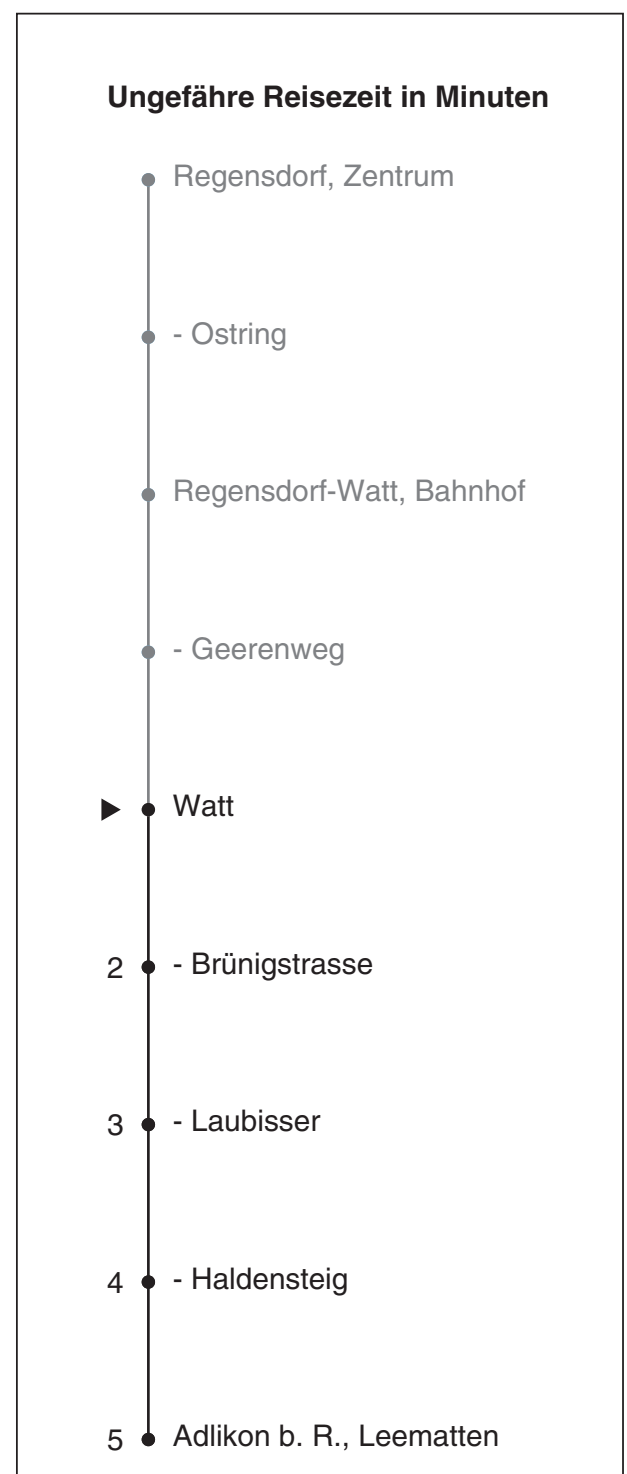 Ungefähre Reisezeit in Minuten
Regensdorf, Zentrum
- Ostring
Regensdorf-Watt, Bahnhof
- Geerenweg
Watt
2 - Brünigstrasse
3 - Laubisser
4 - Haldensteig
5 Adlikon b. R., Leematten